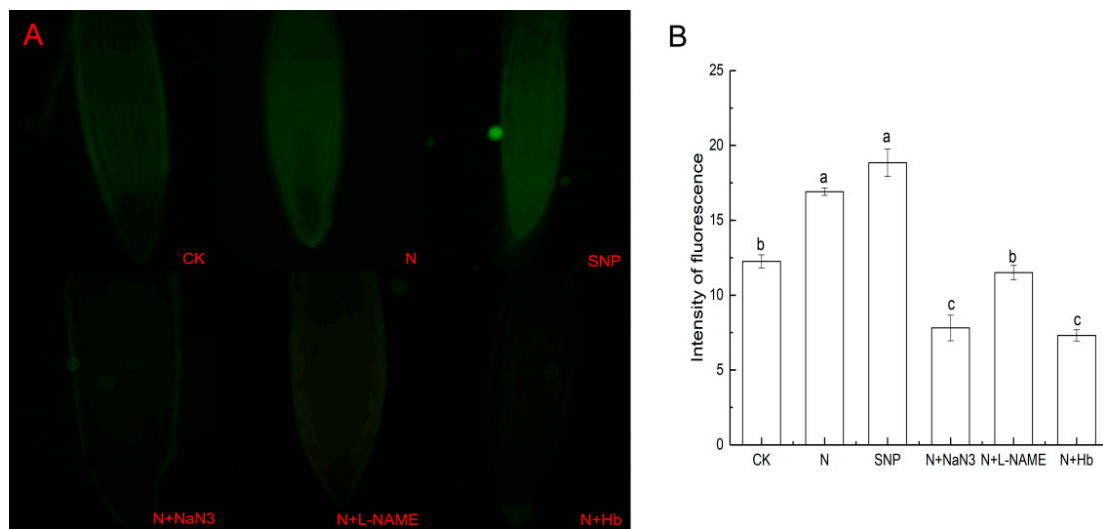 A
CK
N
SNP
N+NaN3
N+L-NAME
N+Hb
B
Intensity of fluorescence
25
20
15
10
5
0
b
a
a
c
b
c
CK
N
SNP
N+NaN3
N+L-NAME
N+Hb